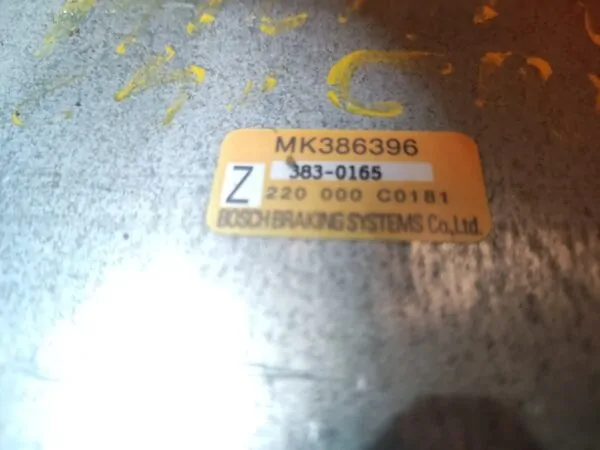 MK386396
383-0165
Z
220 000 C0181
BOSCH BRAKING SYSTEMS Co.,Ltd.